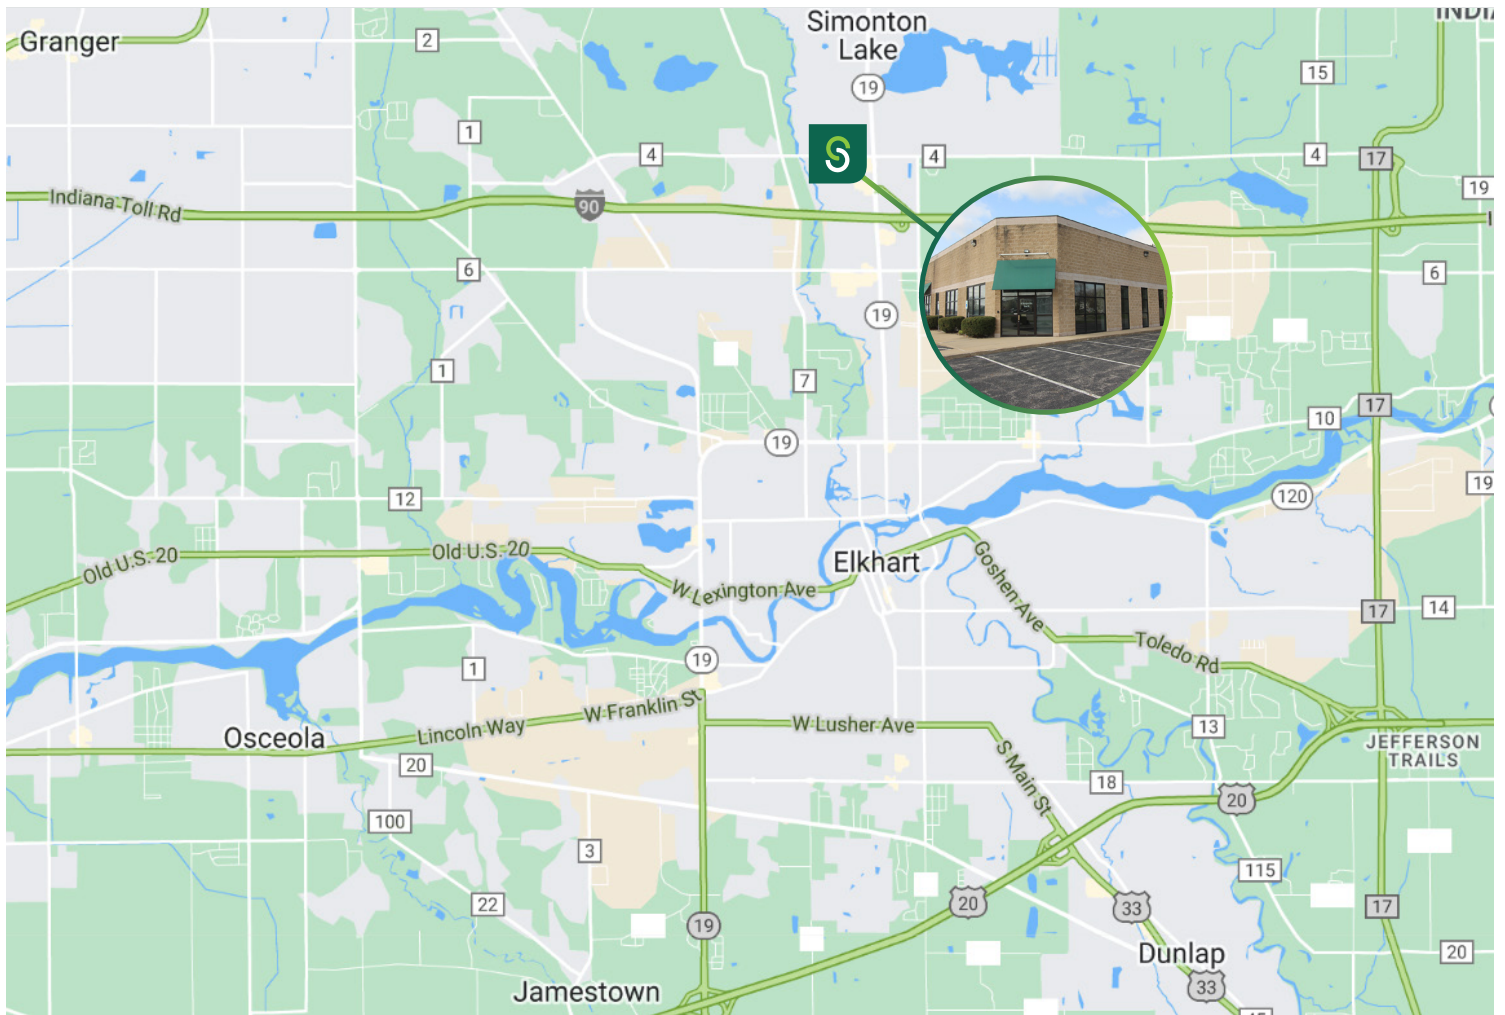 INDI
Simonton
Lake
Granger
2
15
19
1
4
S
4
4
17
19
Indiana Toll Rd
90
6
6
19
1
7
17
10
19
12
120
19
Old U.S. 20
Old U.S. 20
Elkhart
W Lexington Ave
Goshen Ave
17
14
Toledo Rd
1
19
W Franklin St
Lincoln Way
W Lusher Ave
13
Osceola
JEFFERSON
TRAILS
20
S Main St
18
20
100
3
115
22
20
33
17
19
Dunlap
20
Jamestown
33